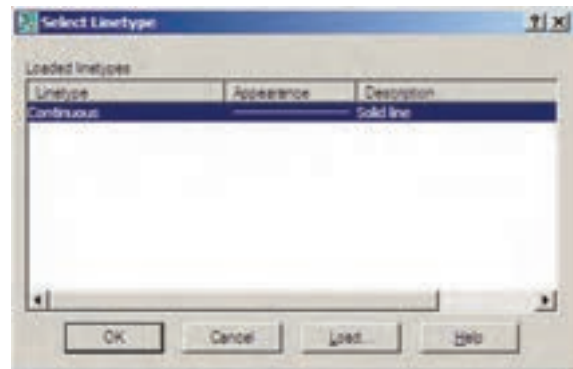 Select Linetype
Loaded linetypes
Linetype Appearance Description
Continuous Solid line
OK Cancel Load... Help